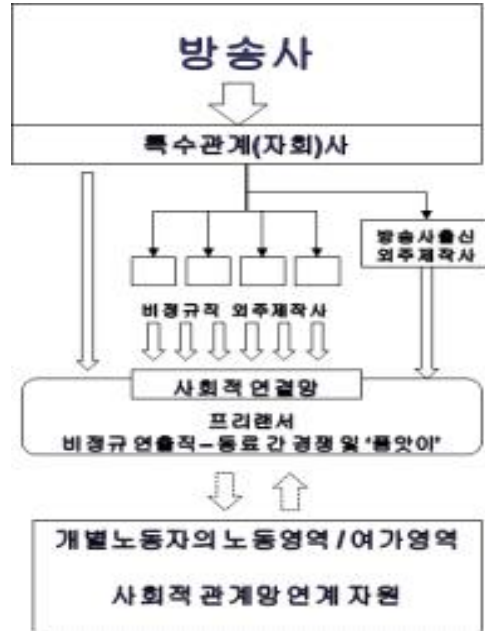 방송사
특수관계(자회)사
방송사출신
외주제작사
비정규직 외주제작사
사회적 연결망
프리랜서
비정규 연출직 – 동료 간 경쟁 및 ‘품앗이’
개별노동자의 노동영역 / 여가영역
사회적 관계망 연계 자원